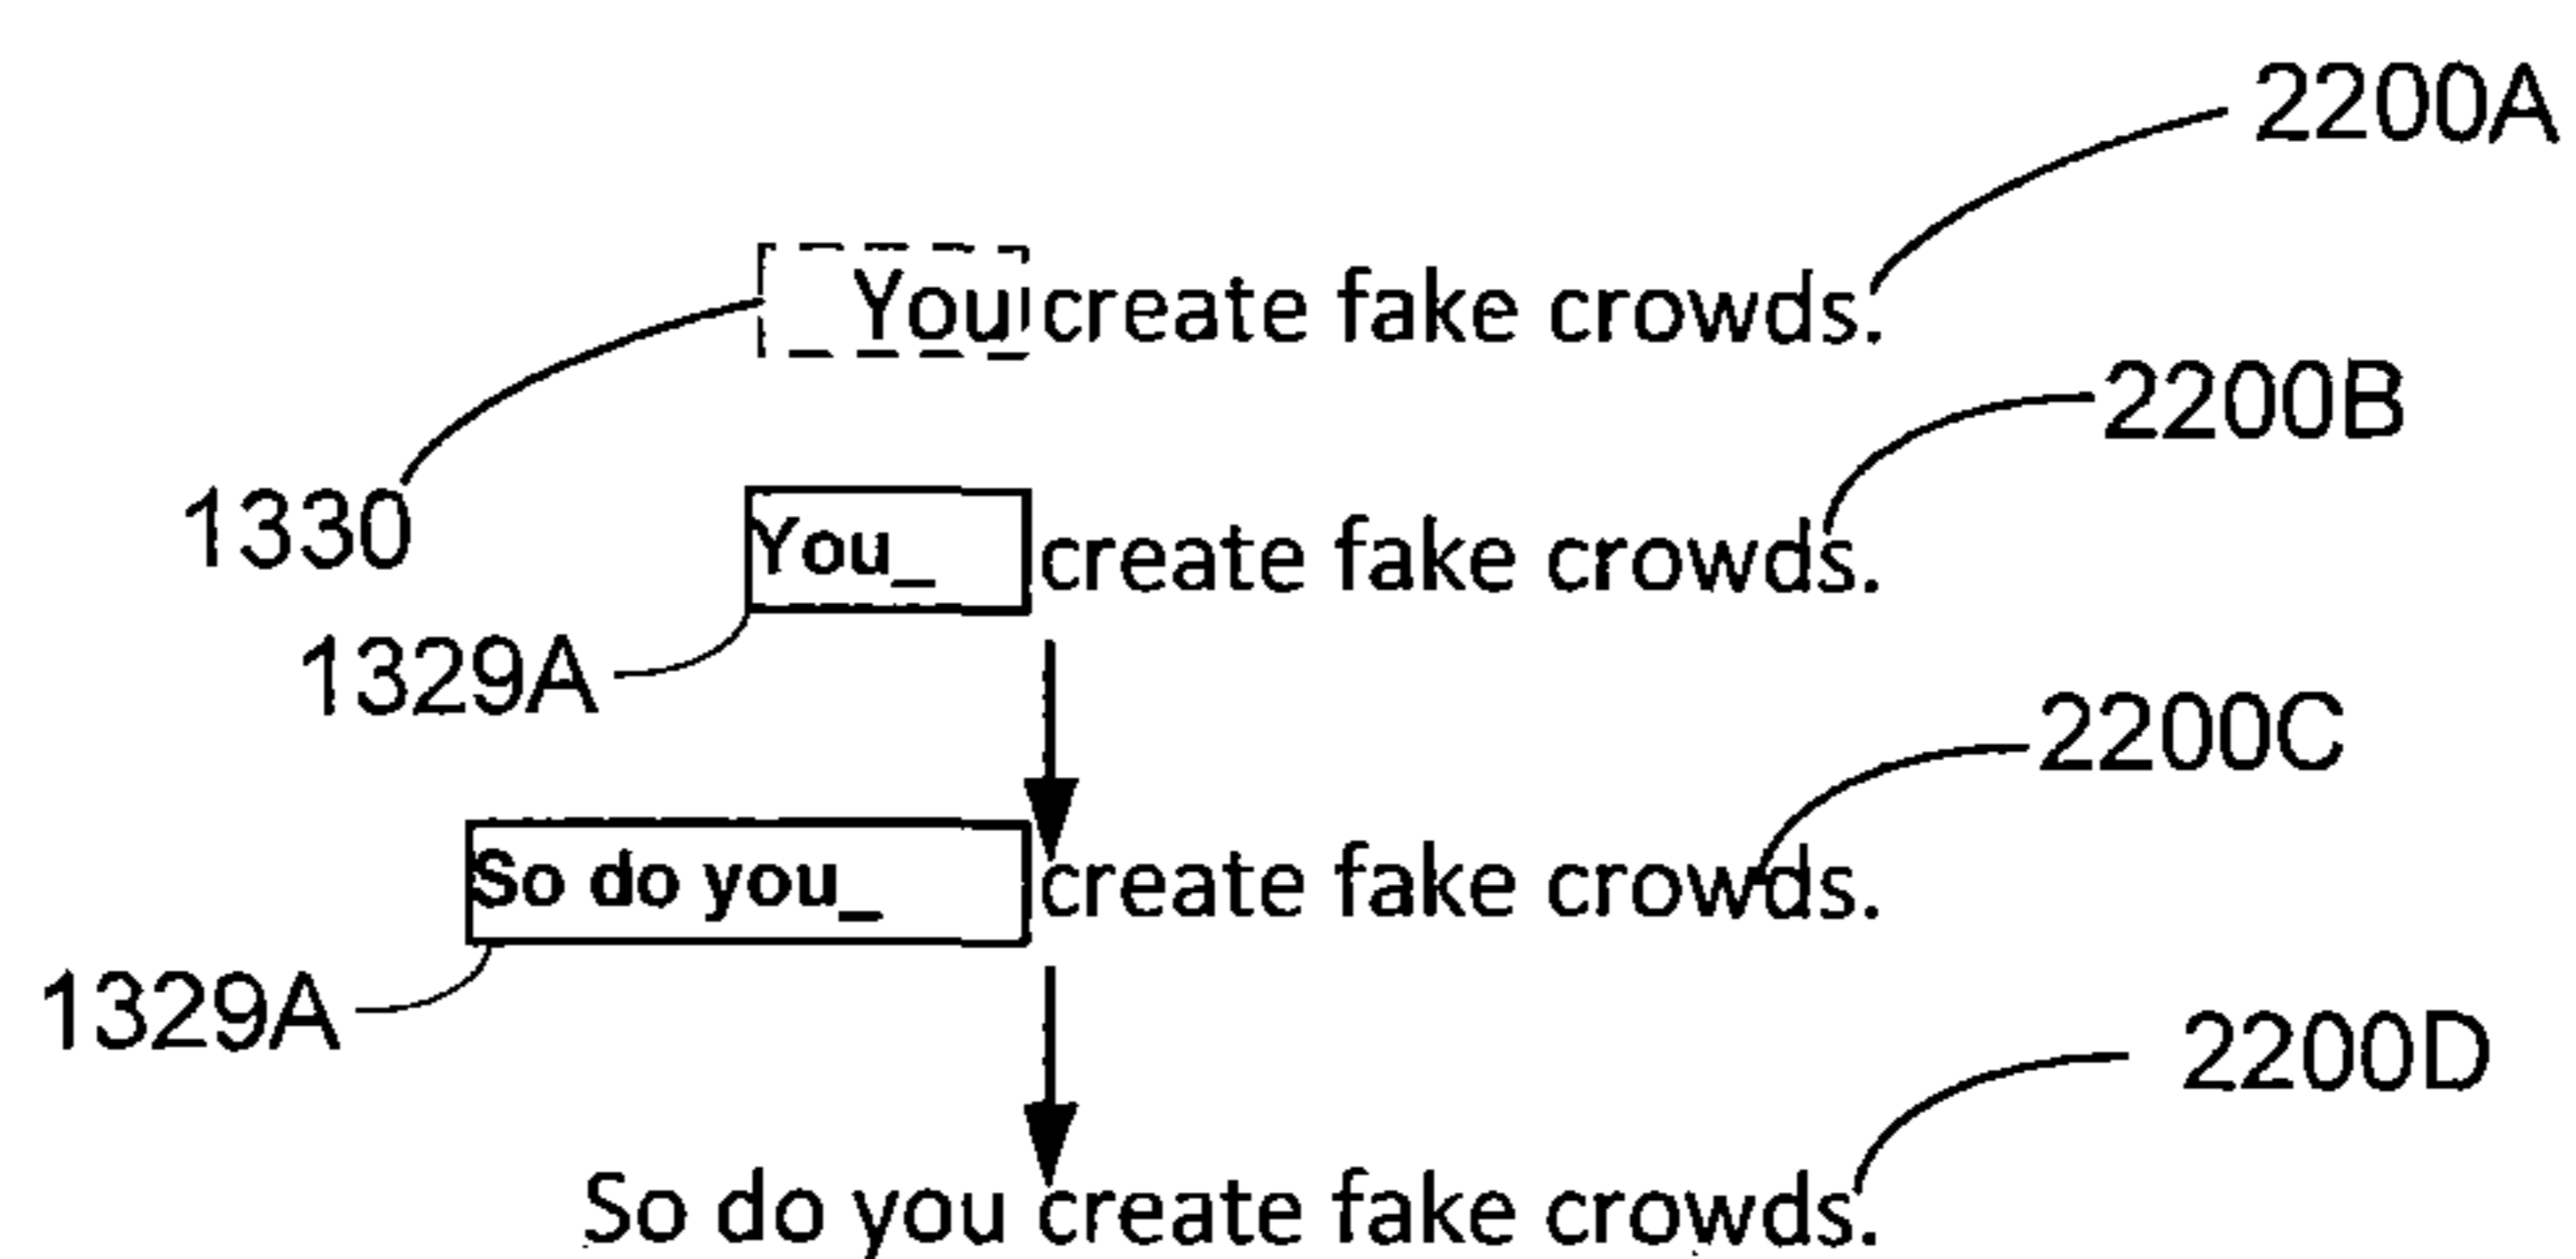 2200A
You create fake crowds.
2200B
1330
You_ create fake crowds.
1329A
2200C
So do you_ create fake crowds.
1329A
2200D
So do you create fake crowds.